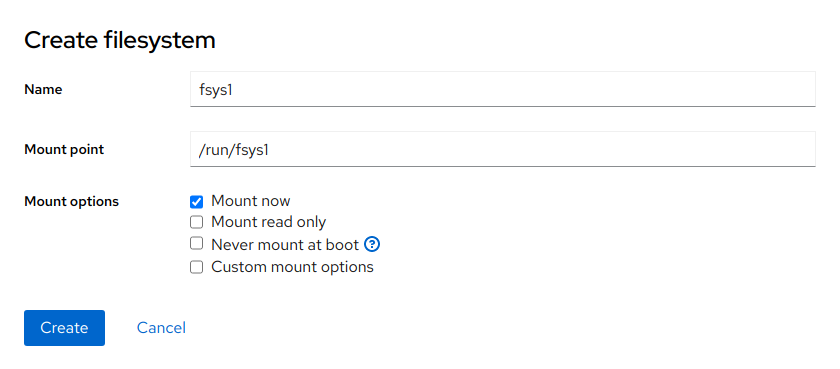 Create filesystem
Name fsys1
Mount point /run/fsys1
Mount options Mount now
Mount read only
Never mount at boot
Custom mount options
Create Cancel